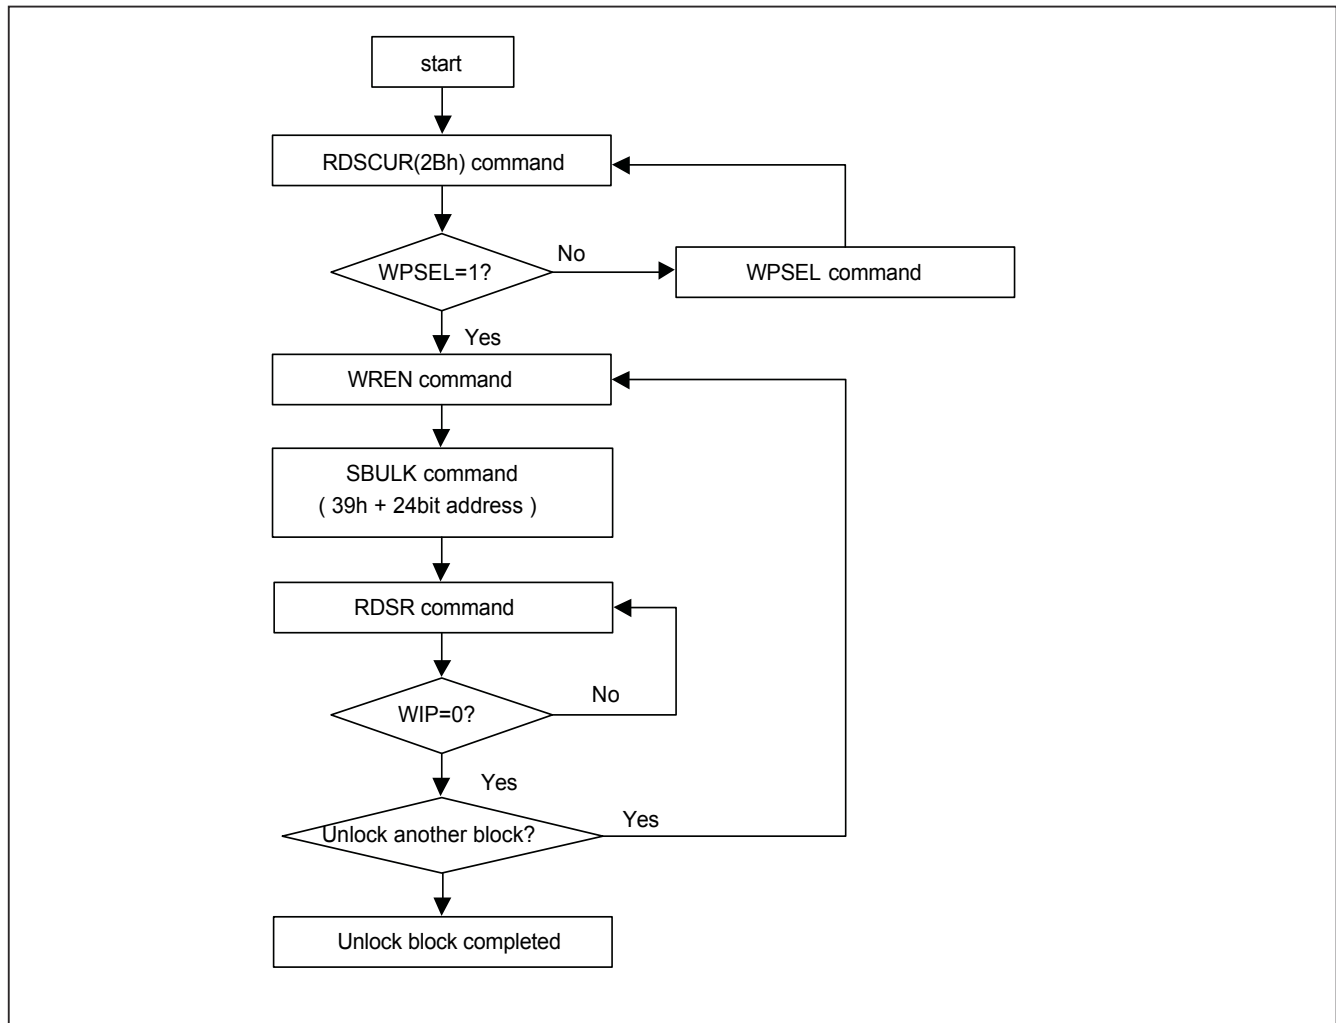 start
RDSCUR(2Bh) command
WPSEL=1?
No
WPSEL command
Yes
WREN command
SBULK command
( 39h + 24bit address )
RDSR command
WIP=0?
No
Yes
Unlock another block?
Yes
Unlock block completed